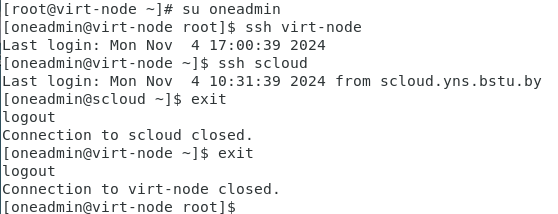 [root@virt-node ~]# su oneadmin
[oneadmin@virt-node root]$ ssh virt-node
Last login: Mon Nov  4 17:00:39 2024
[oneadmin@virt-node ~]$ ssh scloud
Last login: Mon Nov  4 10:31:39 2024 from scloud.yns.bstu.by
[oneadmin@scloud ~]$ exit
logout
Connection to scloud closed.
[oneadmin@virt-node ~]$ exit
logout
Connection to virt-node closed.
[oneadmin@virt-node root]$